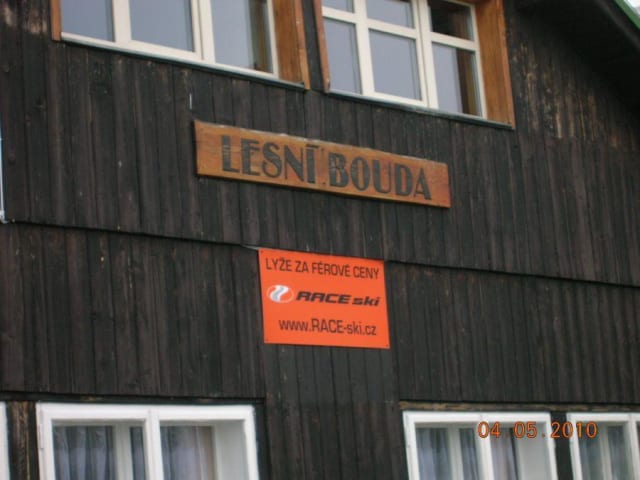 LESNÍ BOUDA
LYŽE ZA FÉROVÉ CENY
RACE ski
www.RACE-ski.cz
04 05 2010